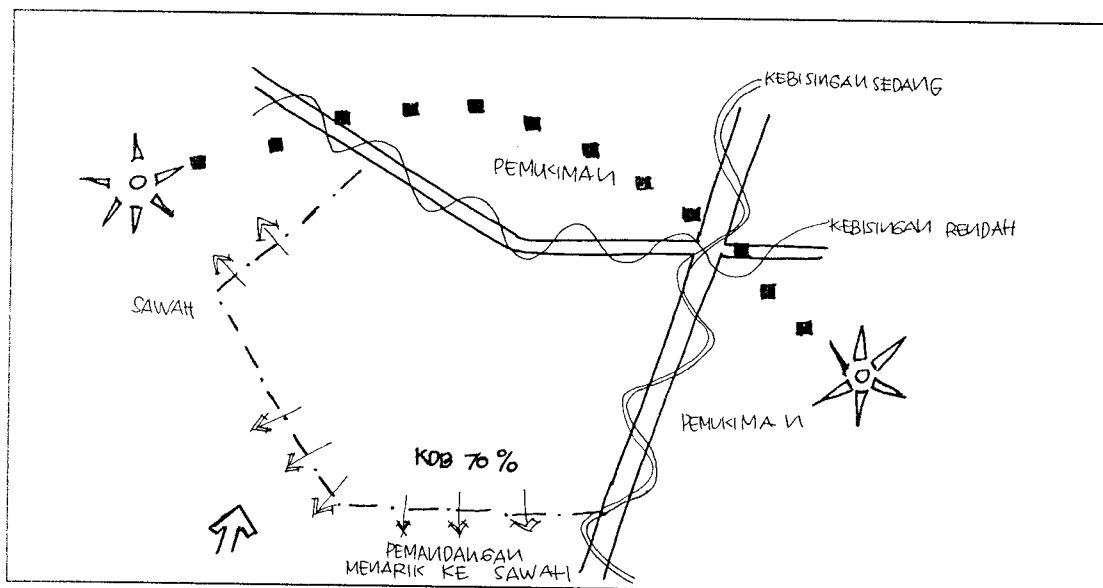 KEBISINGAN SEDANG
PEMUKIMAN
KEBISINGAN RENDAH
SAWAH
PEMUKIMAN
KDB 70 %
PEMANDANGAN
MENARIK KE SAWAH